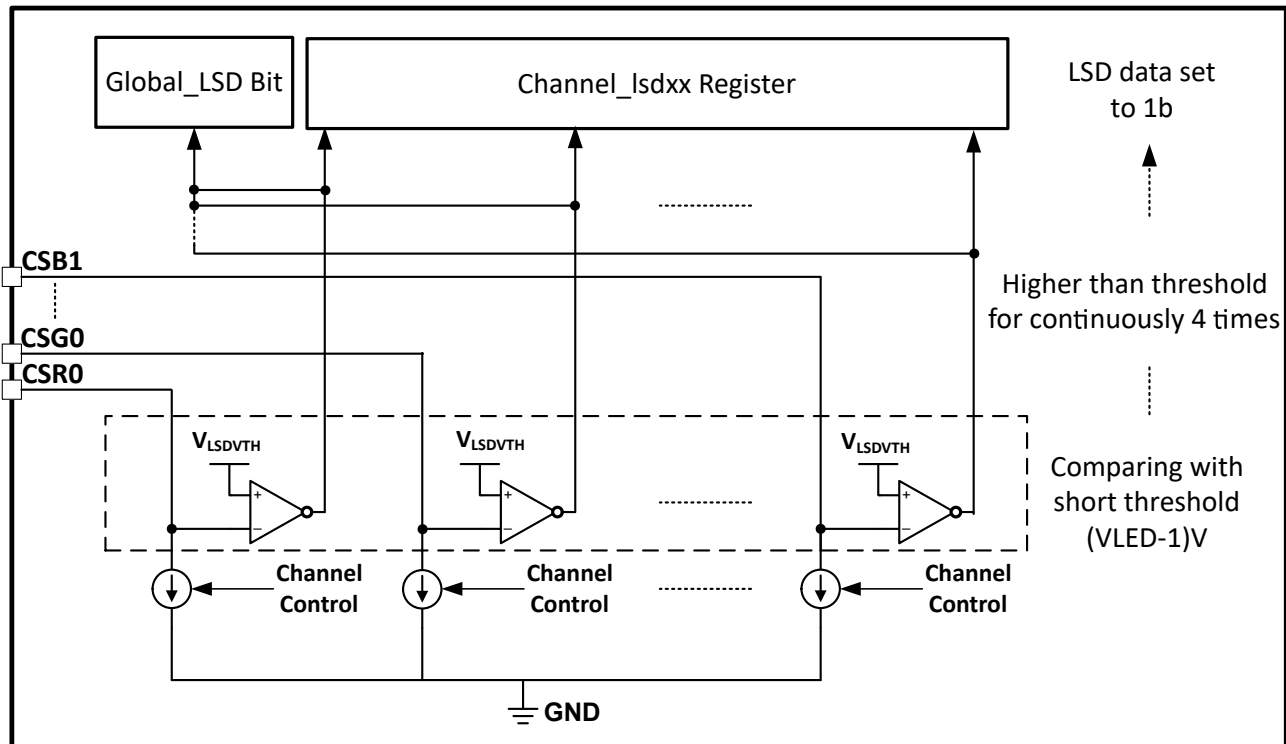 Global_LSD Bit
Channel_lsdxx Register
LSD data set
to 1b
CSB1
Higher than threshold
for continuously 4 times
CSG0
CSR0
VLSDVTH
VLSDVTH
VLSDVTH
+
+
+
−
−
−
Comparing with
short threshold
(VLED-1)V
Channel
Control
Channel
Control
Channel
Control
GND